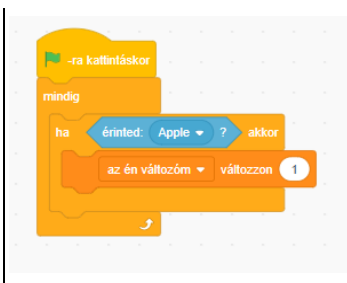 -ra kattintáskor
mindig
ha érinted: Apple ? akkor
az én változóm változzon 1